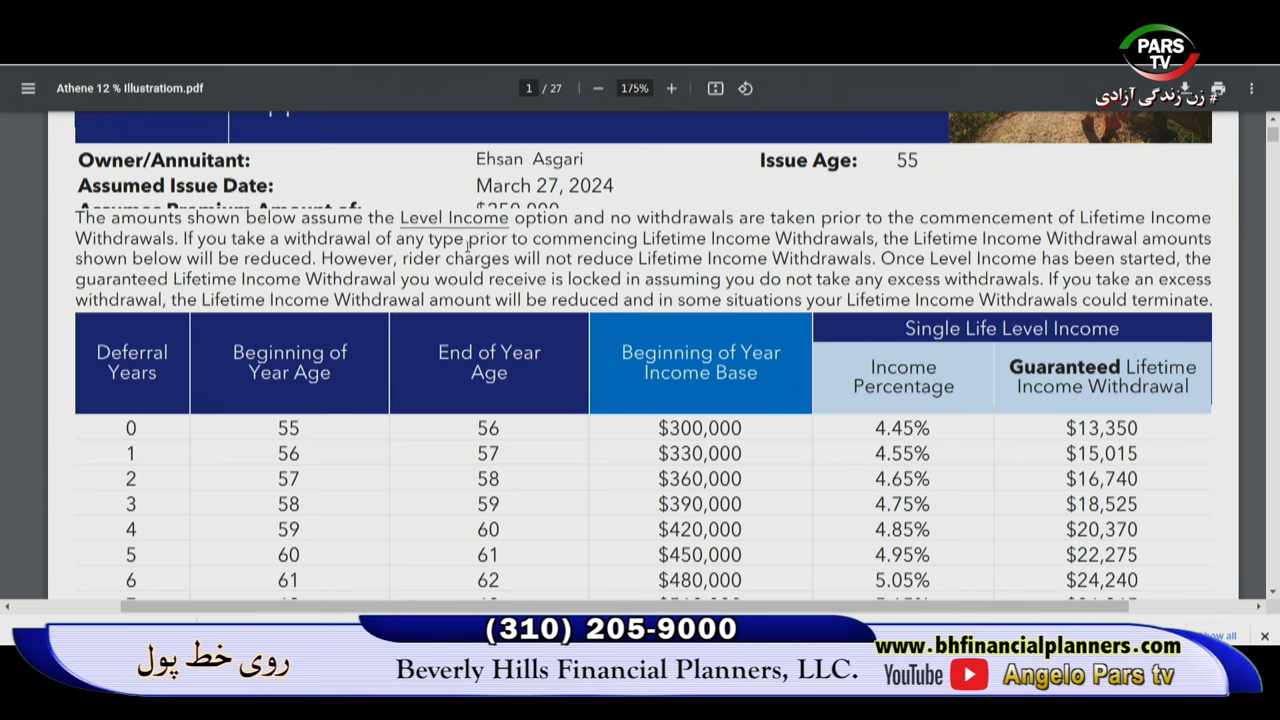 PARS
TV
# زن زندگی آزادی
Athene 12 % Illustratiom.pdf
1 / 27
175%
Owner/Annuitant: Ehsan Asgari Issue Age: 55
Assumed Issue Date: March 27, 2024
The amounts shown below assume the Level Income option and no withdrawals are taken prior to the commencement of Lifetime Income
Withdrawals. If you take a withdrawal of any type prior to commencing Lifetime Income Withdrawals, the Lifetime Income Withdrawal amounts
shown below will be reduced. However, rider charges will not reduce Lifetime Income Withdrawals. Once Level Income has been started, the
guaranteed Lifetime Income Withdrawal you would receive is locked in assuming you do not take any excess withdrawals. If you take an excess
withdrawal, the Lifetime Income Withdrawal amount will be reduced and in some situations your Lifetime Income Withdrawals could terminate.
Single Life Level Income
Deferral Years Beginning of Year Age End of Year Age Beginning of Year Income Base Income Percentage Guaranteed Lifetime Income Withdrawal
0 55 56 $300,000 4.45% $13,350
1 56 57 $330,000 4.55% $15,015
2 57 58 $360,000 4.65% $16,740
3 58 59 $390,000 4.75% $18,525
4 59 60 $420,000 4.85% $20,370
5 60 61 $450,000 4.95% $22,275
6 61 62 $480,000 5.05% $24,240
(310) 205-9000
روی خط پول
Beverly Hills Financial Planners, LLC.
www.bhfinancialplanners.com
YouTube Angelo Pars tv